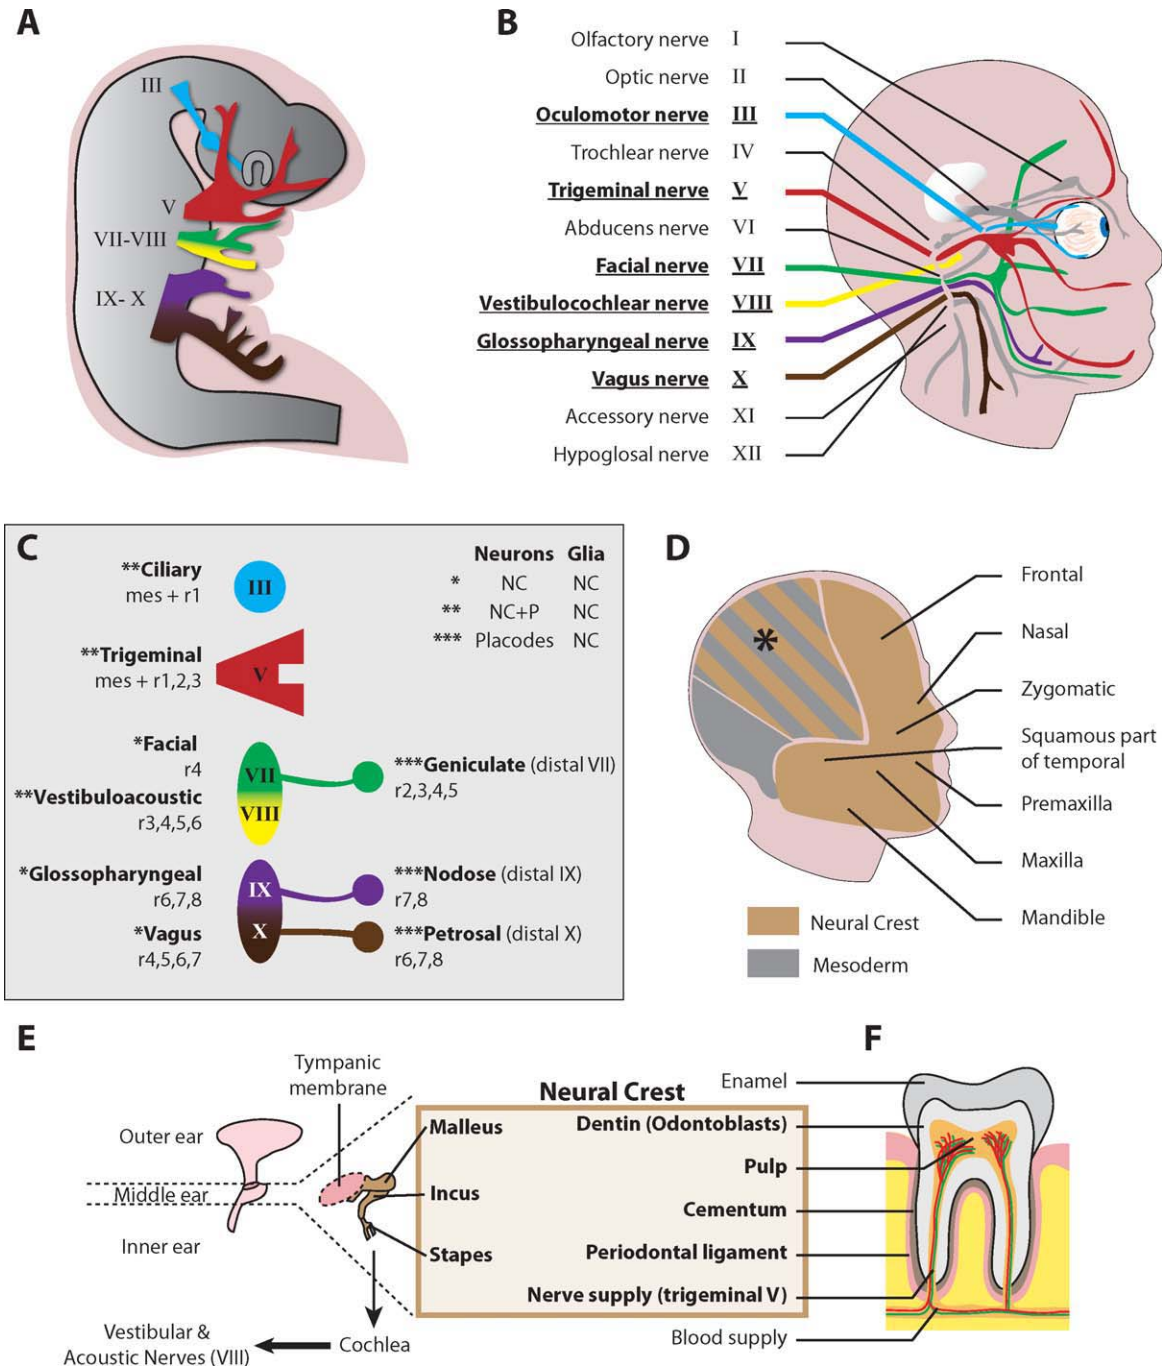 A
III
V
VII-VIII
IX- X
B
Olfactory nerve I
Optic nerve II
Oculomotor nerve III
Trochlear nerve IV
Trigeminal nerve V
Abducens nerve VI
Facial nerve VII
Vestibulocochlear nerve VIII
Glossopharyngeal nerve IX
Vagus nerve X
Accessory nerve XI
Hypoglosal nerve XII
C
Neurons Glia
* NC NC
** NC+P NC
*** Placodes NC
**Ciliary
mes + r1
III
**Trigeminal
mes + r1,2,3
V
*Facial
r4
VII
***Geniculate (distal VII)
r2,3,4,5
**Vestibuloacoustic
r3,4,5,6
VIII
*Glossopharyngeal
r6,7,8
IX
***Nodose (distal IX)
r7,8
*Vagus
r4,5,6,7
X
***Petrosal (distal X)
r6,7,8
D
*
Frontal
Nasal
Zygomatic
Squamous part
of temporal
Premaxilla
Maxilla
Mandible
Neural Crest
Mesoderm
E
Tympanic
membrane
Outer ear
Middle ear
Inner ear
Neural Crest
Malleus
Incus
Stapes
Cochlea
Vestibular &
Acoustic Nerves (VIII)
F
Enamel
Dentin (Odontoblasts)
Pulp
Cementum
Periodontal ligament
Nerve supply (trigeminal V)
Blood supply